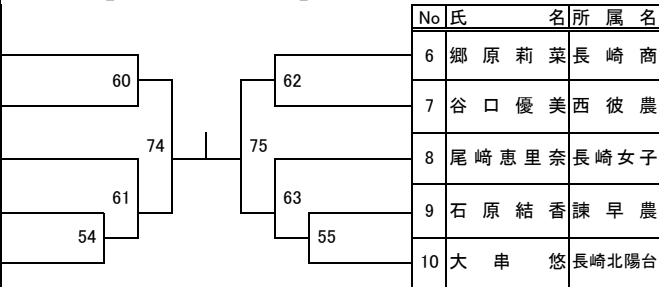 No 氏 名 所 属 名
6 郷原莉菜 長崎商
60 62
7 谷口優美 西彼農
74 75
8 尾﨑恵里奈 長崎女子
61 63
9 石原結香 諫早農
54 55
10 大串悠 長崎北陽台